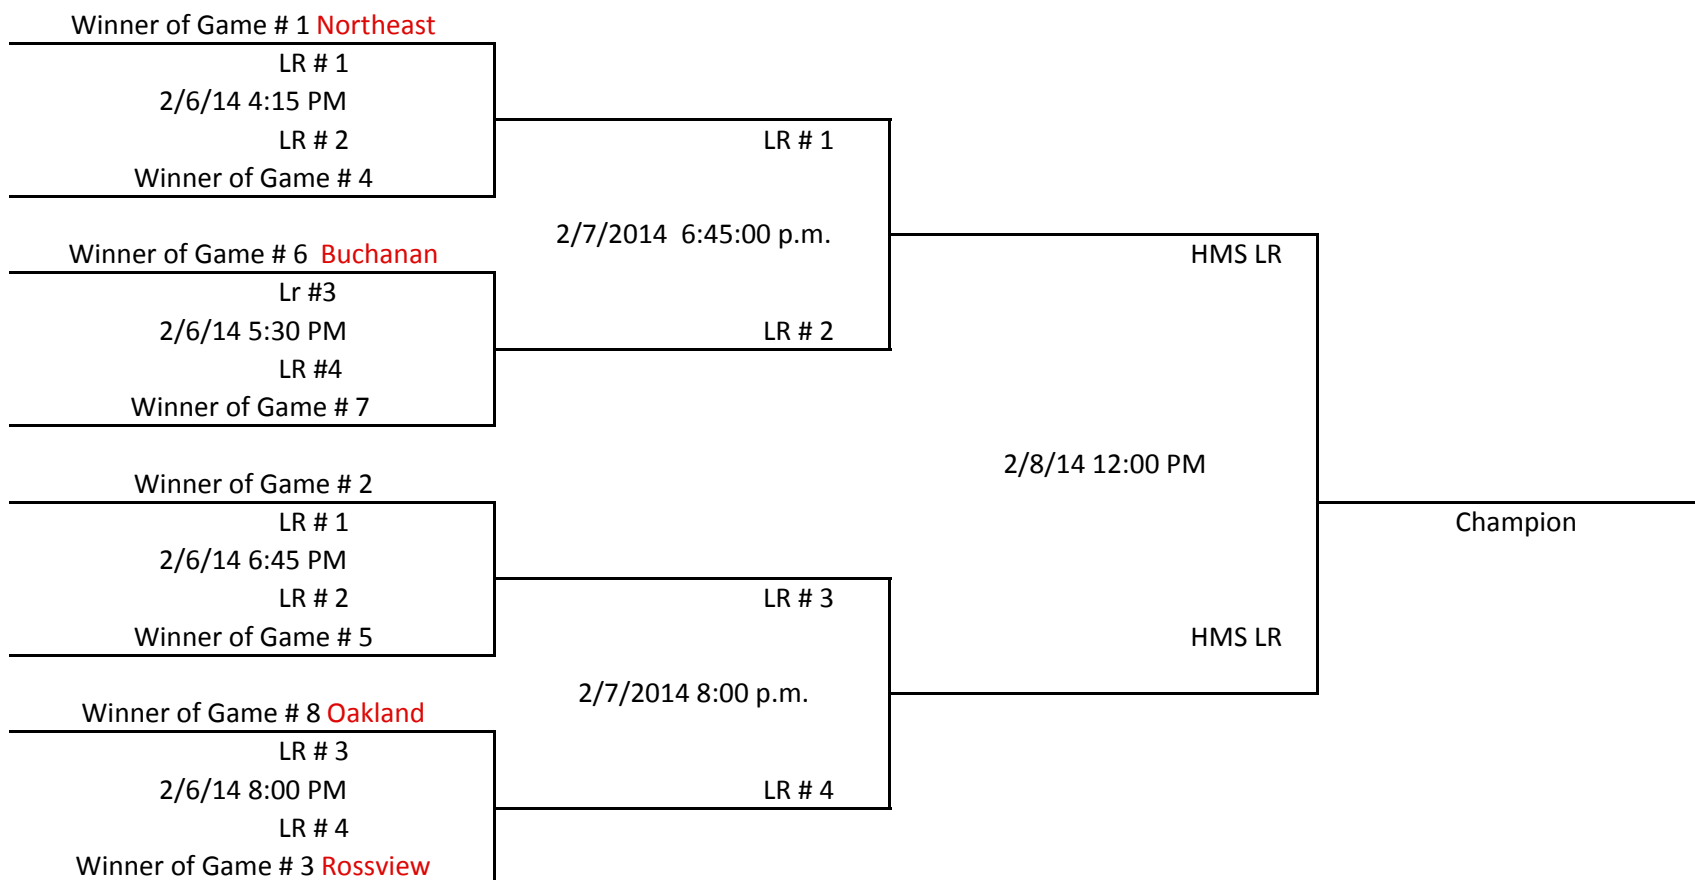 Winner of Game # 1 Northeast
LR # 1
2/6/14 4:15 PM
LR # 2
LR # 1
Winner of Game # 4
2/7/2014  6:45:00 p.m.
Winner of Game # 6  Buchanan
HMS LR
Lr #3
2/6/14 5:30 PM
LR # 2
LR #4
Winner of Game # 7
2/8/14 12:00 PM
Winner of Game # 2
LR # 1
Champion
2/6/14 6:45 PM
LR # 2
LR # 3
Winner of Game # 5
HMS LR
2/7/2014 8:00 p.m.
Winner of Game # 8 Oakland
LR # 3
2/6/14 8:00 PM
LR # 4
LR # 4
Winner of Game # 3 Rossview